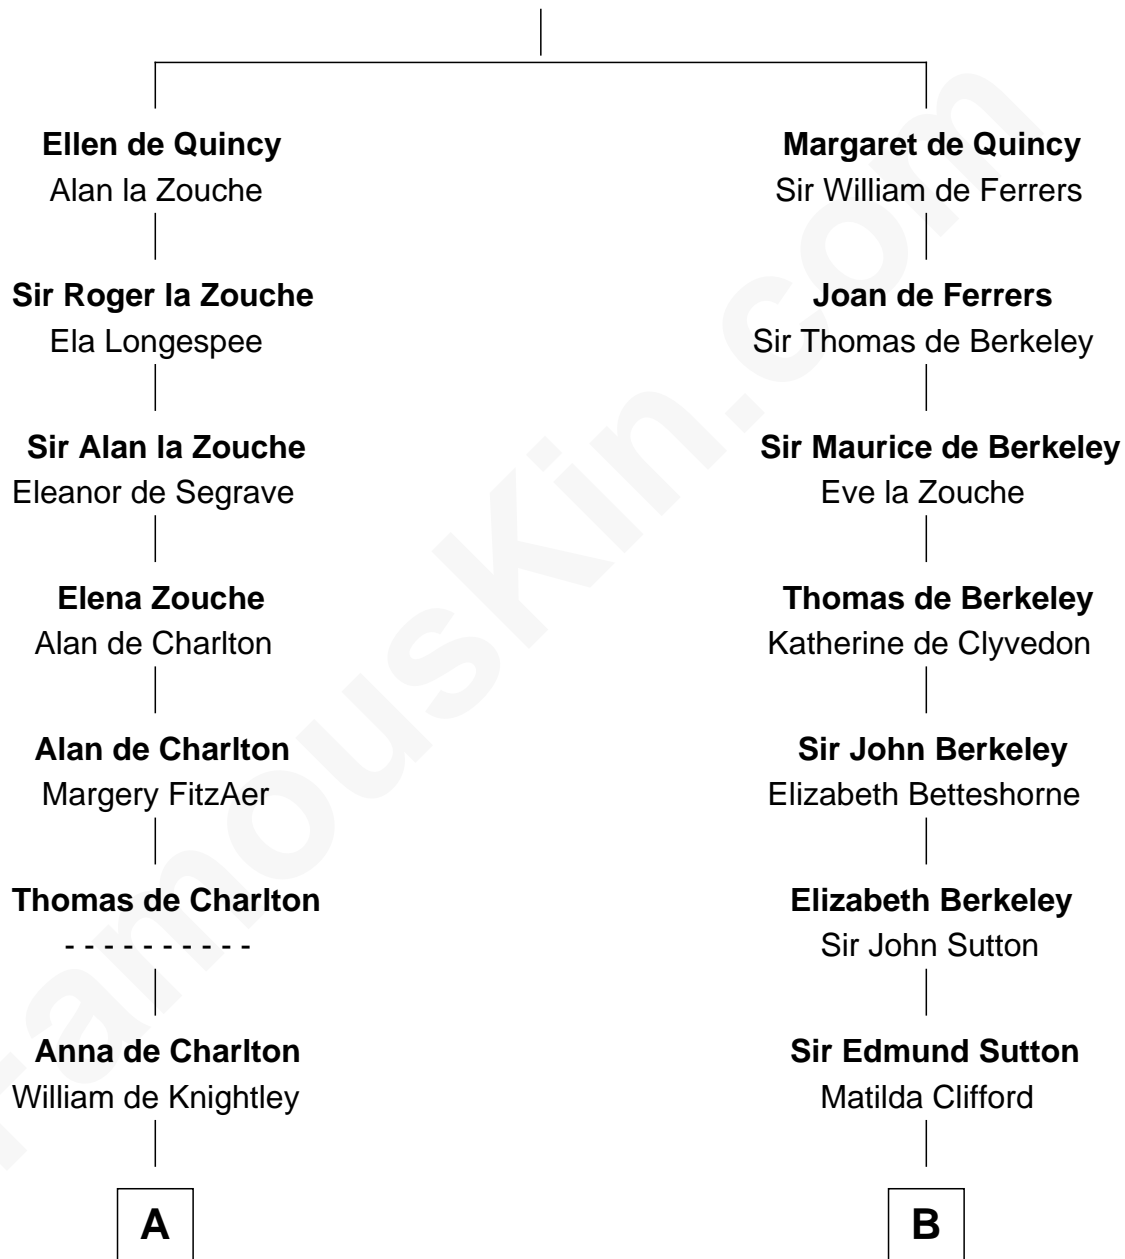 Ellen de Quincy
Alan la Zouche
Sir Roger la Zouche
Ela Longespee
Sir Alan la Zouche
Eleanor de Segrave
Elena Zouche
Alan de Charlton
Alan de Charlton
Margery FitzAer
Thomas de Charlton
- - - - - - - - - -
Anna de Charlton
William de Knightley
A
Margaret de Quincy
Sir William de Ferrers
Joan de Ferrers
Sir Thomas de Berkeley
Sir Maurice de Berkeley
Eve la Zouche
Thomas de Berkeley
Katherine de Clyvedon
Sir John Berkeley
Elizabeth Betteshorne
Elizabeth Berkeley
Sir John Sutton
Sir Edmund Sutton
Matilda Clifford
B
FamousKin.com